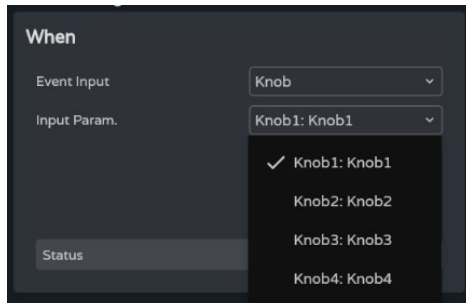 When
Event Input Knob
Input Param. Knob1: Knob1
✓ Knob1: Knob1
Knob2: Knob2
Knob3: Knob3
Status
Knob4: Knob4